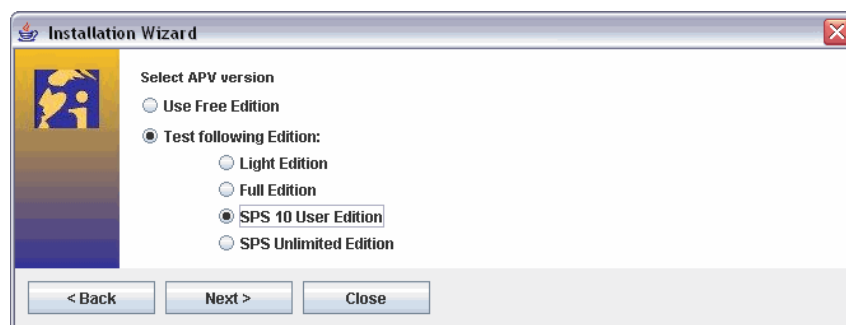 Installation Wizard
Select APV version
Use Free Edition
Test following Edition:
Light Edition
Full Edition
SPS 10 User Edition
SPS Unlimited Edition
< Back Next > Close